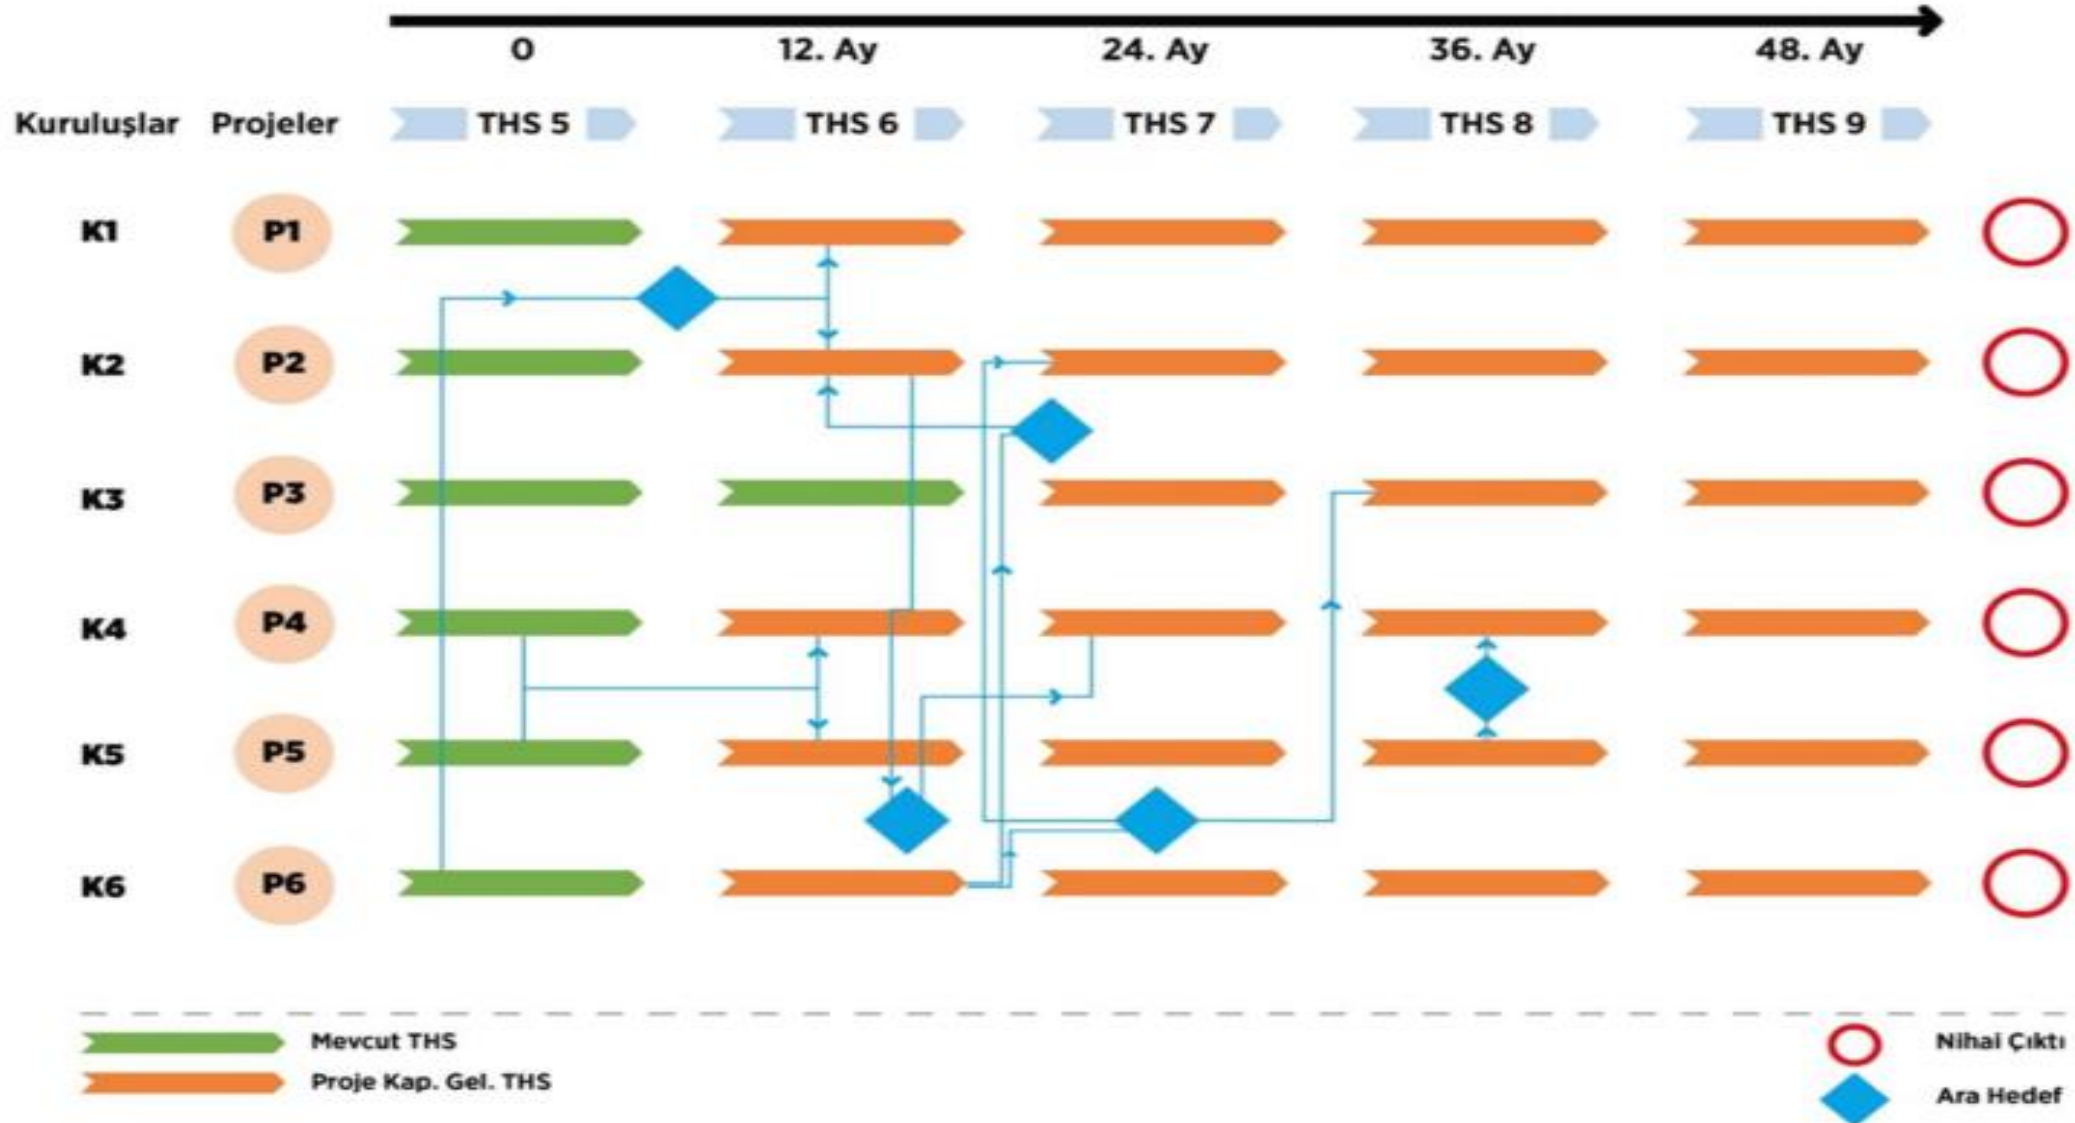 0 12. Ay 24. Ay 36. Ay 48. Ay
Kuruluşlar Projeler THS 5 THS 6 THS 7 THS 8 THS 9
K1 P1
K2 P2
K3 P3
K4 P4
K5 P5
K6 P6
Mevcut THS Nihai Çıktı
Proje Kap. Gel. THS Ara Hedef